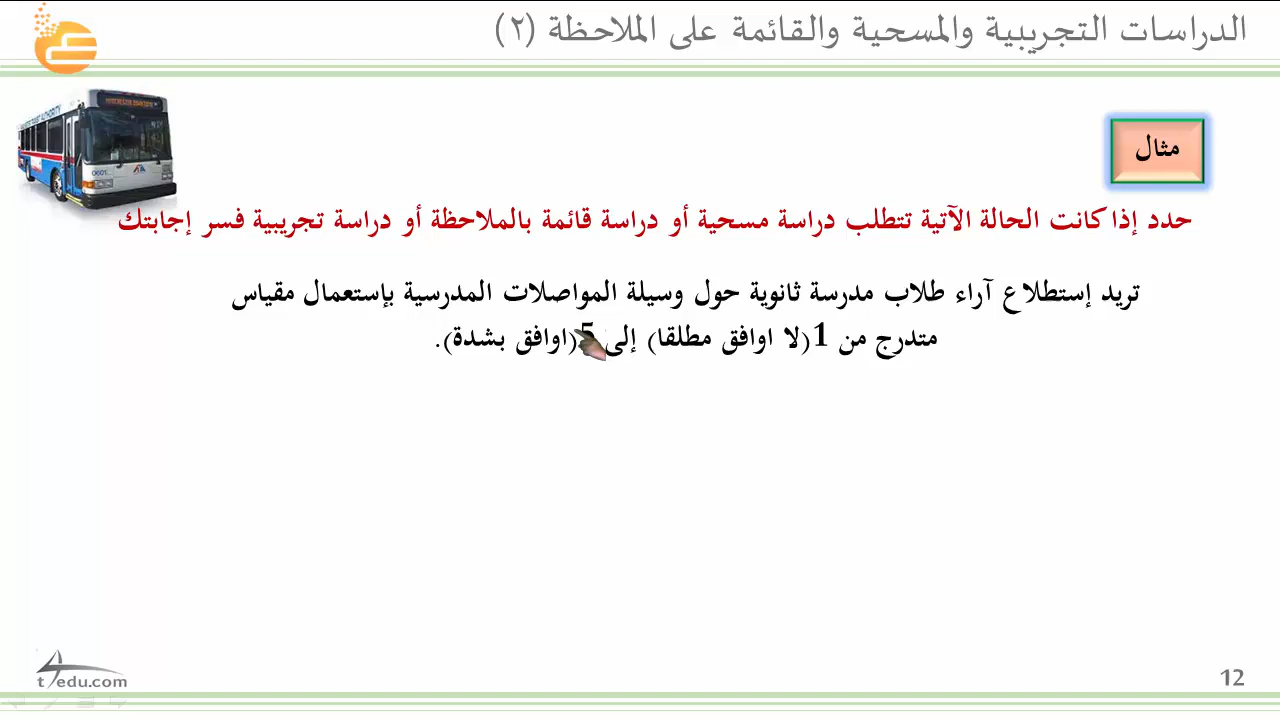 الدراسات التجريبية والمسحية والقائمة على الملاحظة (٢)
مثال
حدد إذا كانت الحالة الآتية تتطلب دراسة مسحية أو دراسة قائمة بالملاحظة أو دراسة تجريبية فسر إجابتك
تريد إستطلاع آراء طلاب مدرسة ثانوية حول وسيلة المواصلات المدرسية بإستعمال مقياس
متدرج من 1(لا اوافق مطلقا) إلى 5(اوافق بشدة).
t4edu.com
12